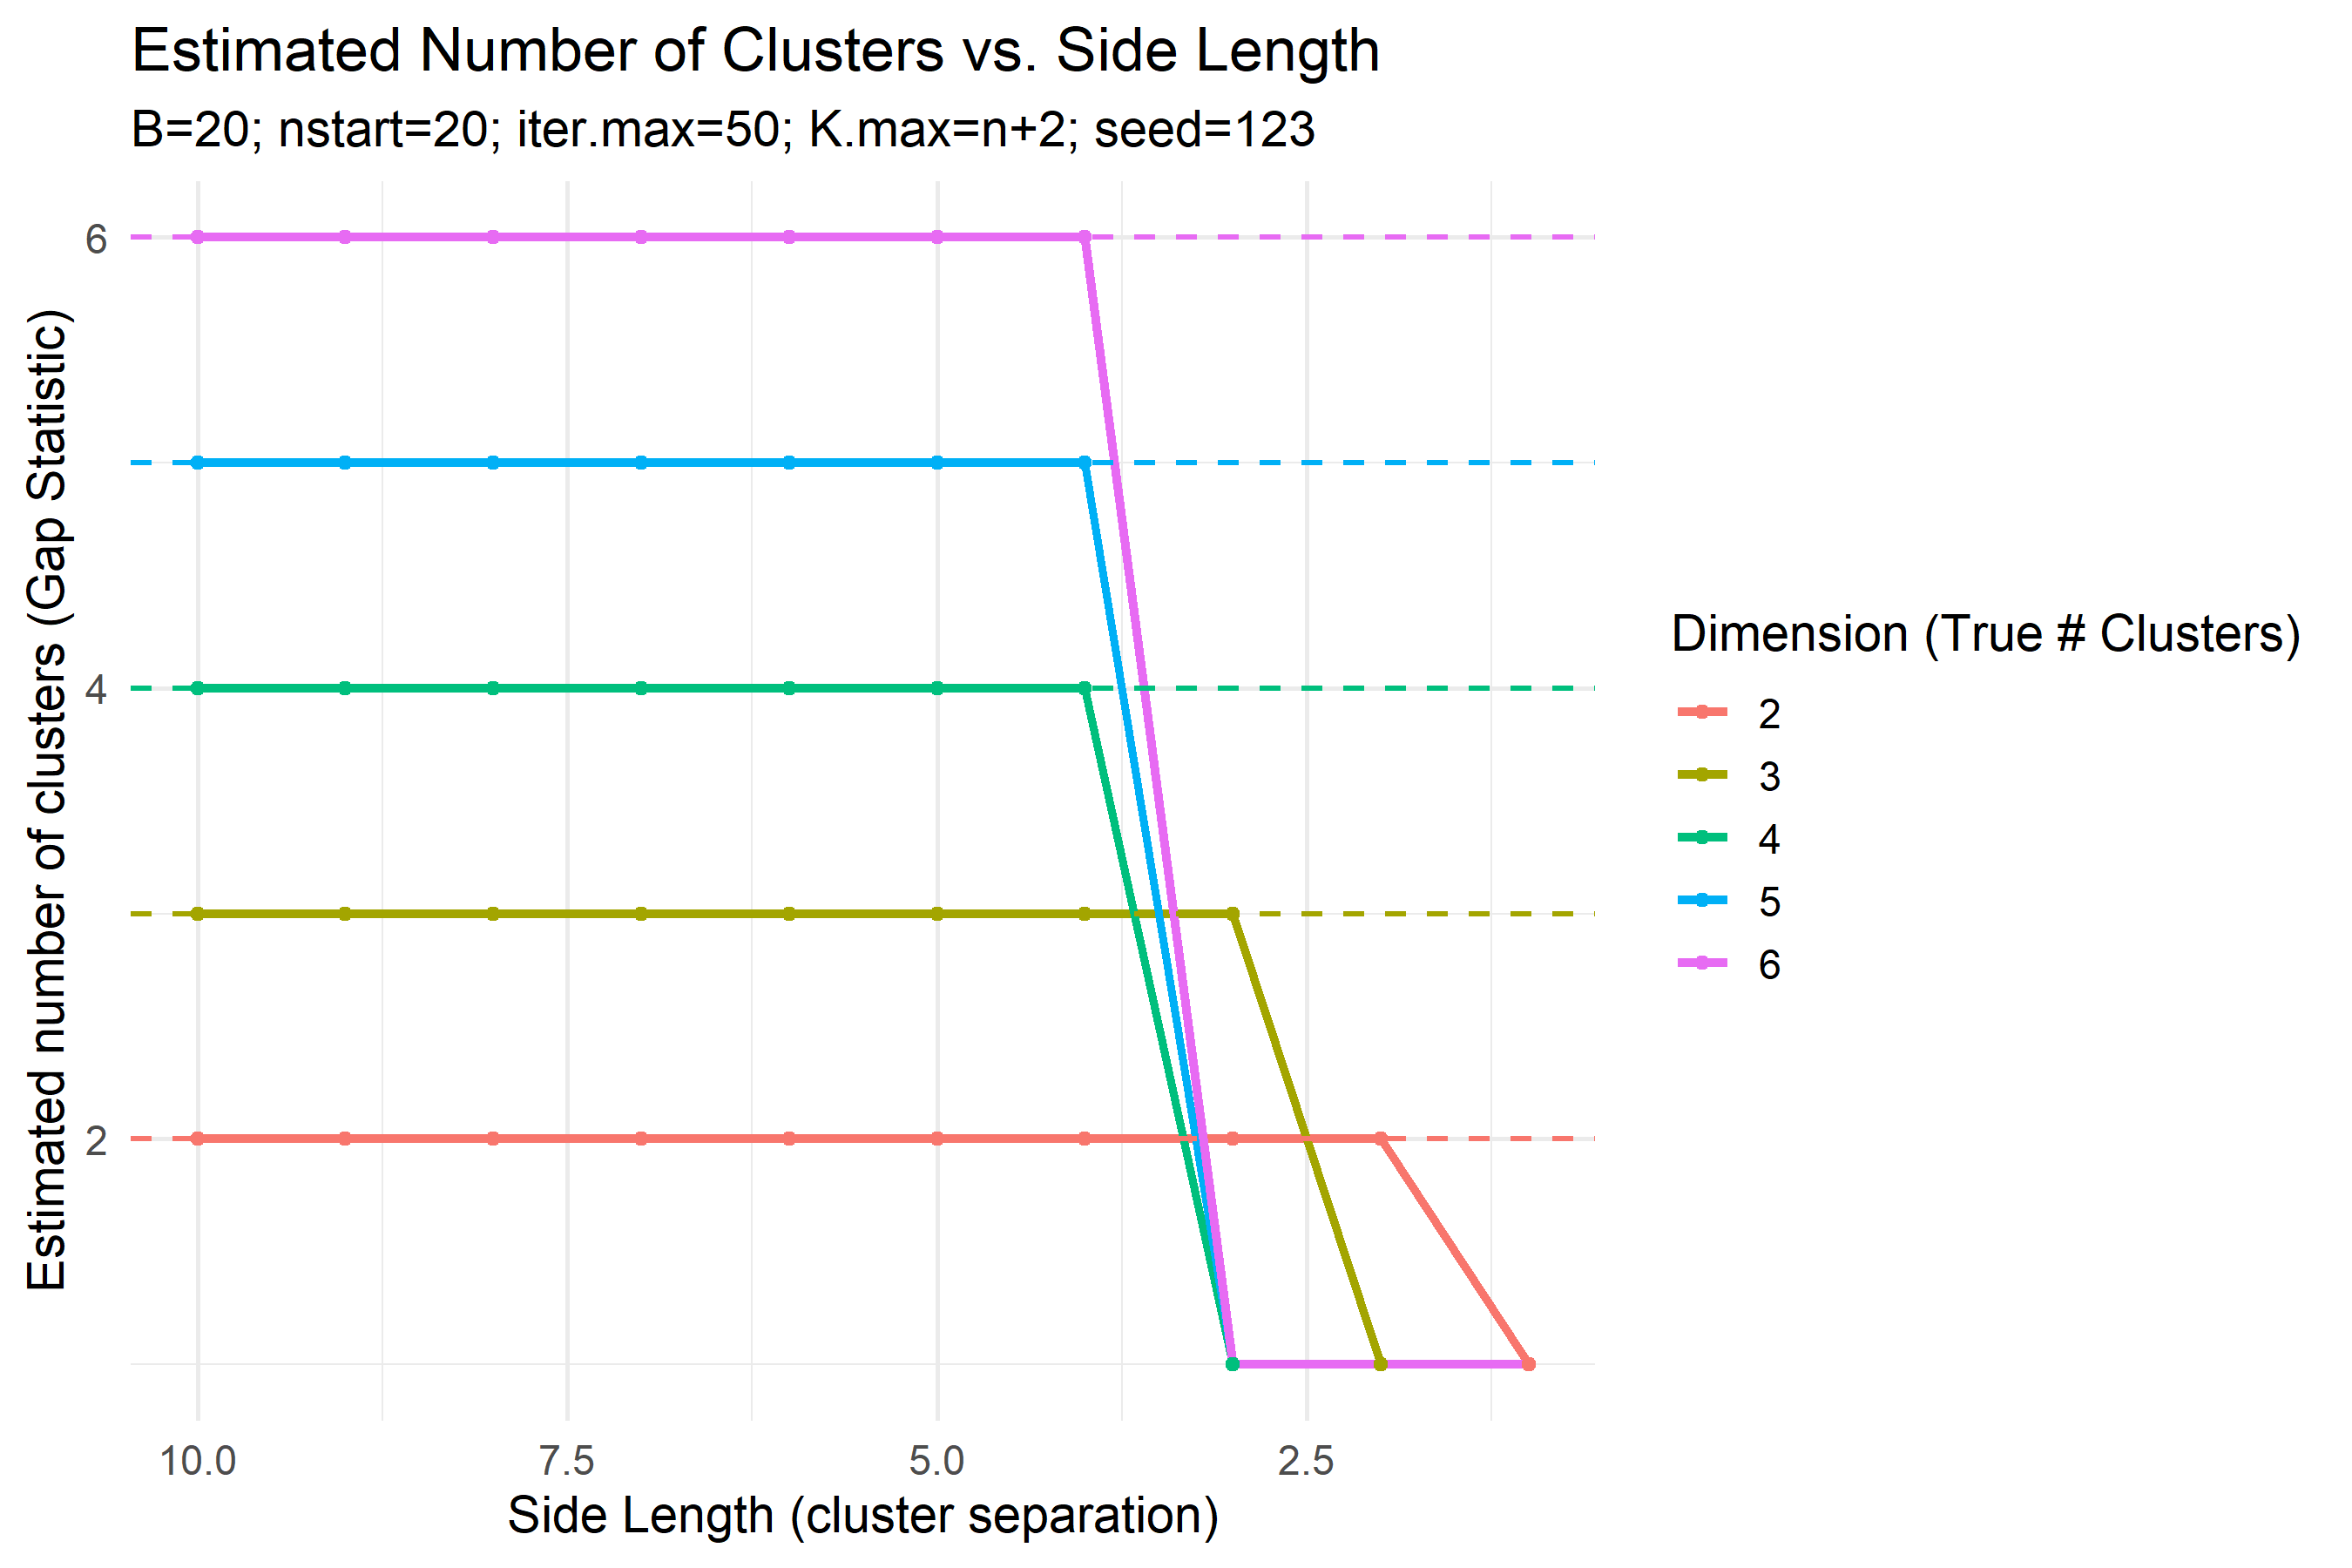 Estimated Number of Clusters vs. Side Length
B=20; nstart=20; iter.max=50; K.max=n+2; seed=123
Estimated number of clusters (Gap Statistic)
6
4
2
10.0
7.5
5.0
2.5
Side Length (cluster separation)
Dimension (True # Clusters)
2
3
4
5
6